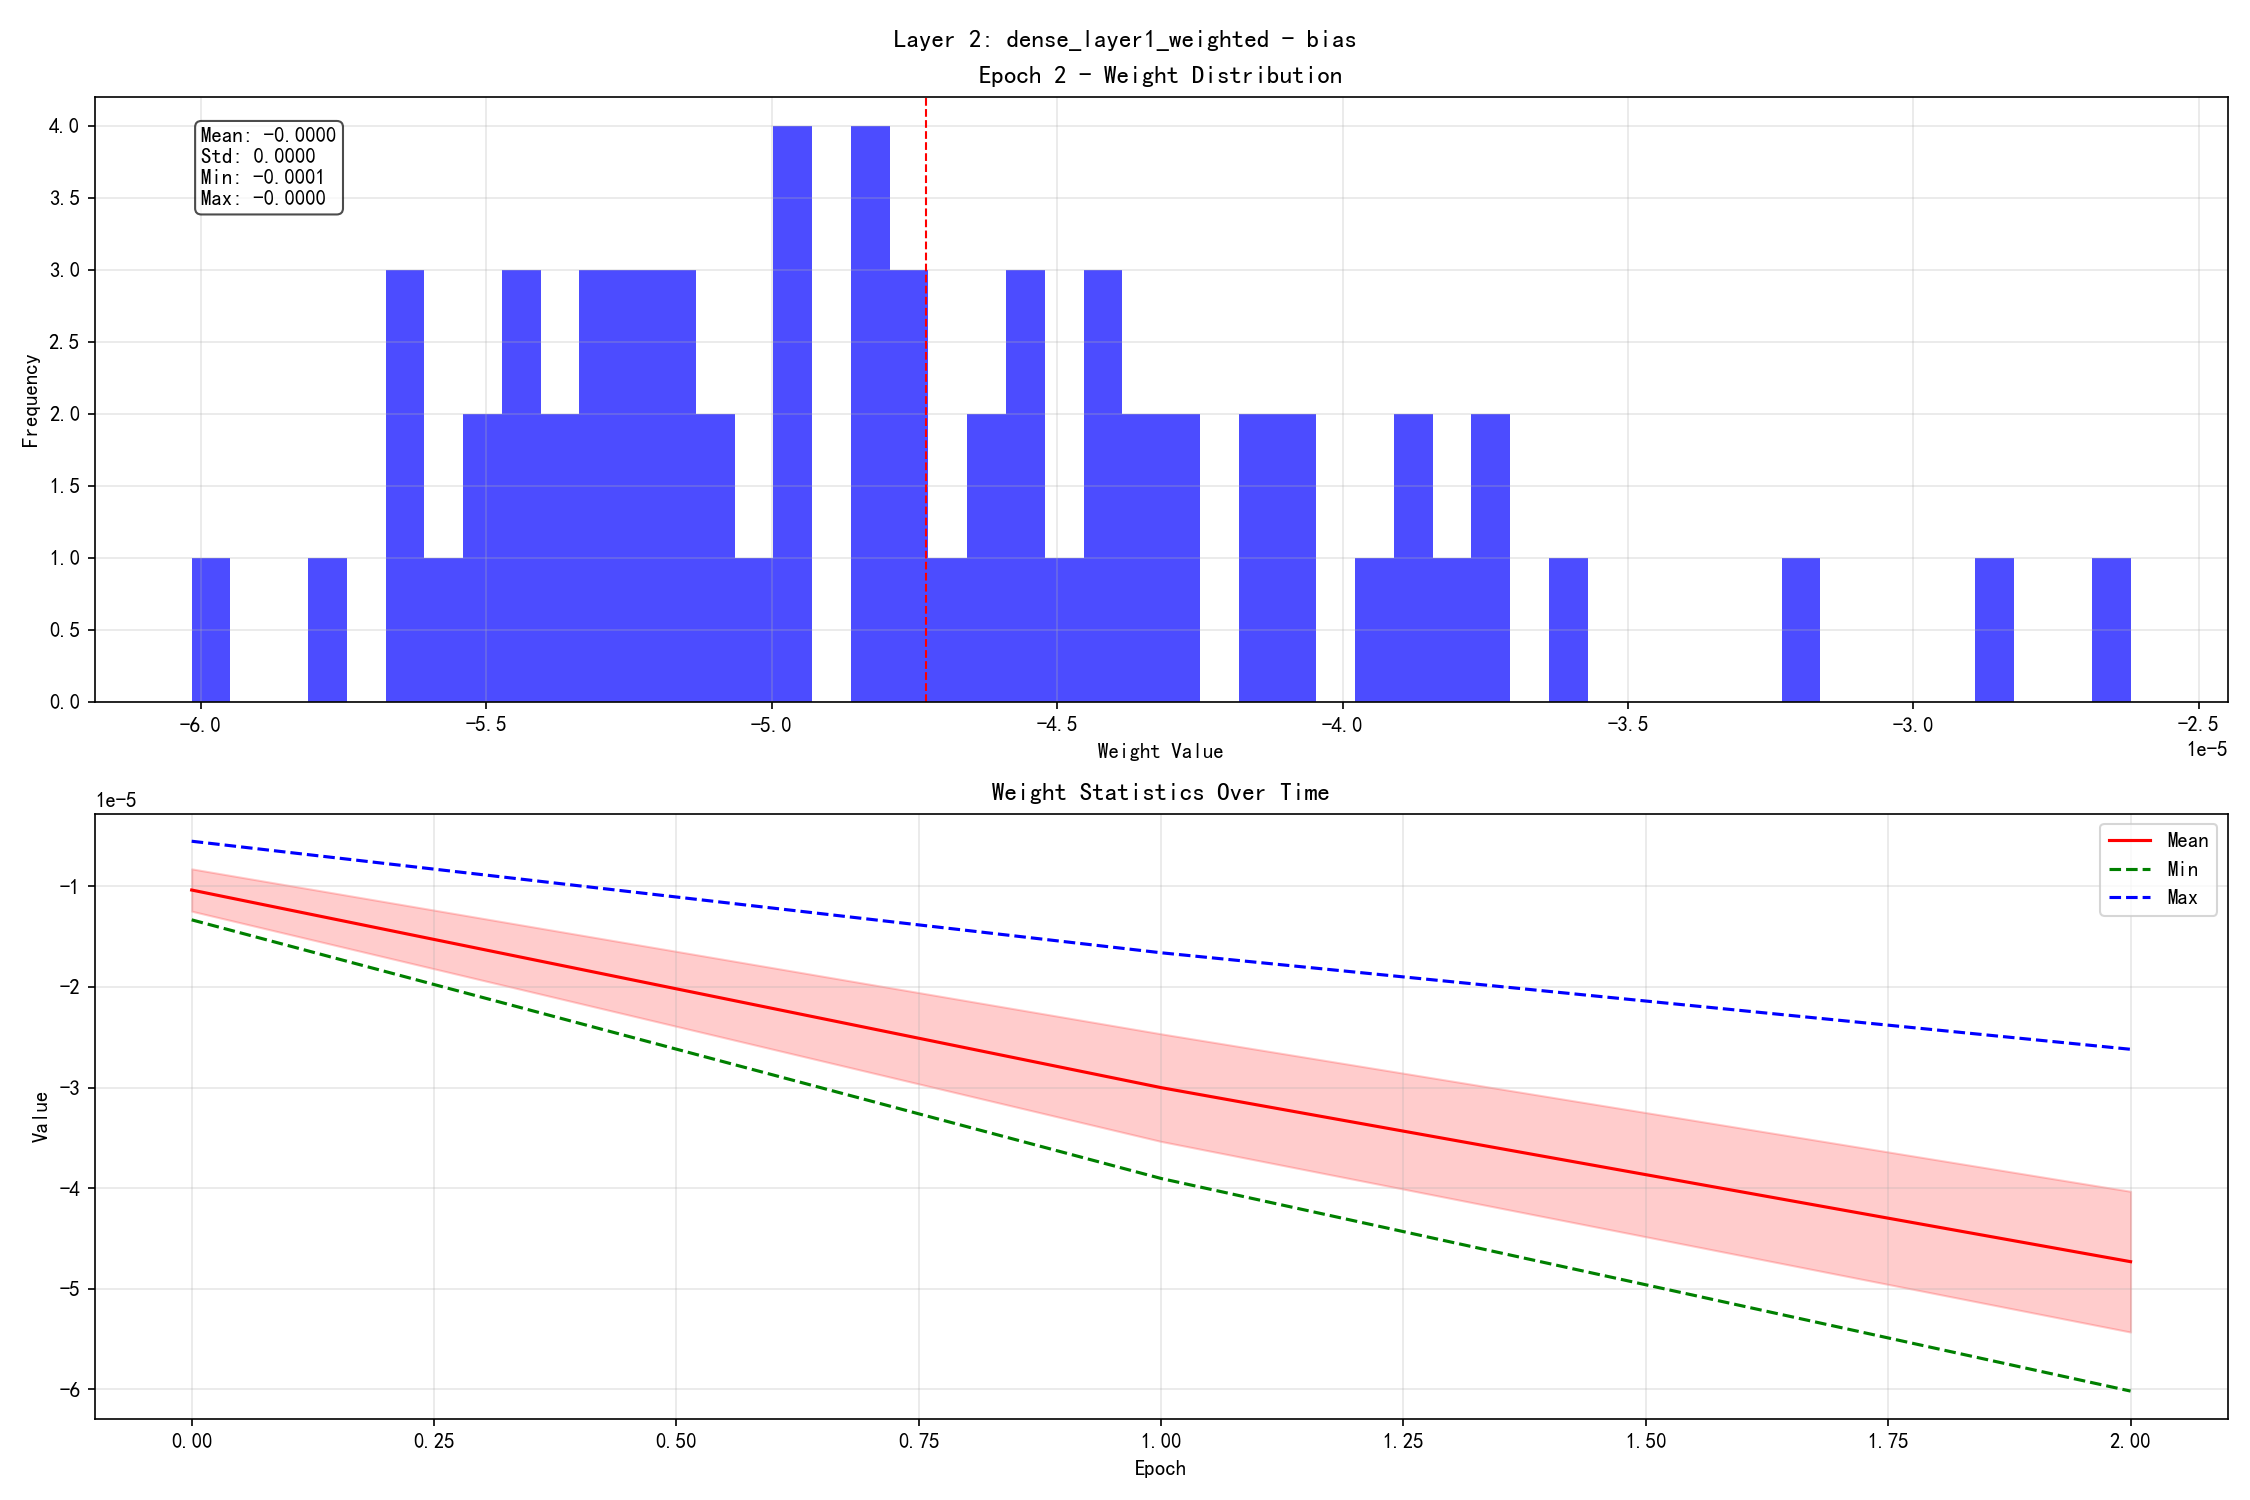 Layer 2: dense_layer1_weighted - bias
Epoch 2 - Weight Distribution
4.0
3.5
3.0
2.5
2.0
1.5
1.0
0.5
0.0
Frequency
Mean: -0.0000
Std: 0.0000
Min: -0.0001
Max: -0.0000
-6.0 -5.5 -5.0 -4.5 -4.0 -3.5 -3.0 -2.5
1e-5
Weight Value
Weight Statistics Over Time
1e-5
-1
-2
-3
-4
-5
-6
Value
Mean
Min
Max
0.00 0.25 0.50 0.75 1.00 1.25 1.50 1.75 2.00
Epoch